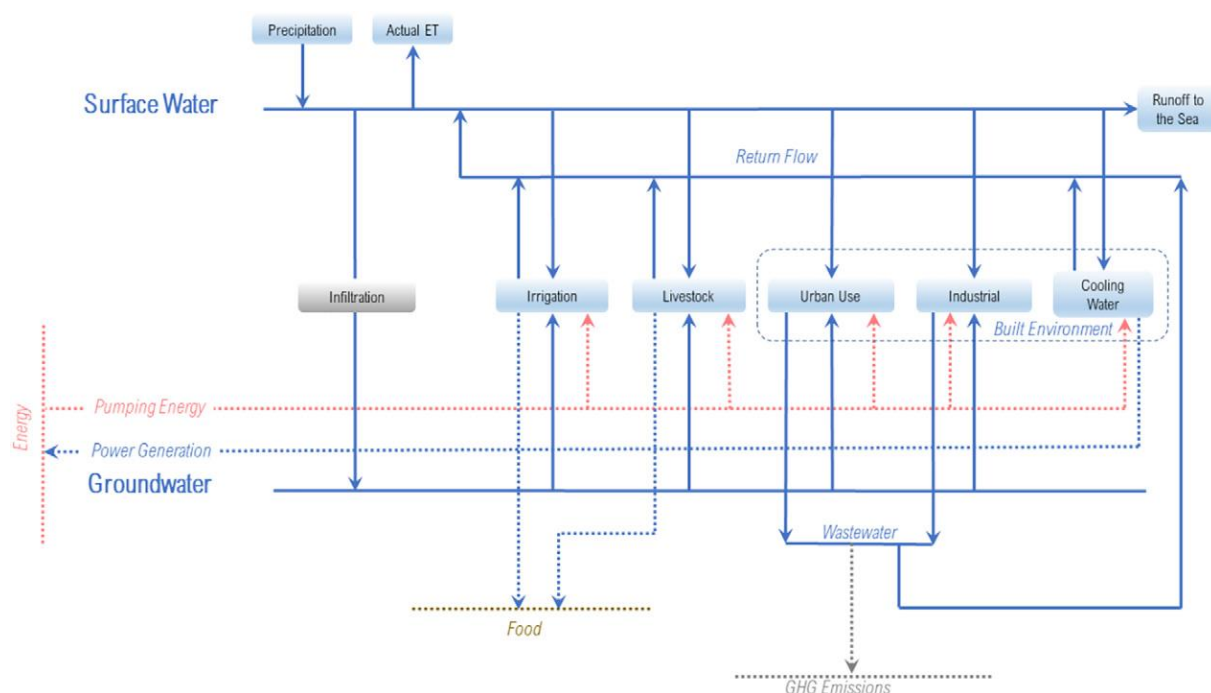 Precipitation
Actual ET
Surface Water
Runoff to
the Sea
Return Flow
Infiltration
Irrigation
Livestock
Urban Use
Industrial
Cooling
Water
Built Environment
Energy
Pumping Energy
Power Generation
Groundwater
Wastewater
Food
GHG Emissions